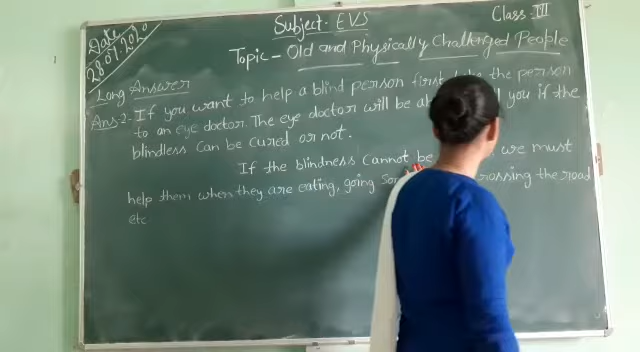 Date
28.07.2020
Subject - EVS
Class - III
Topic - Old and Physically Challenged People
Long Answer
Ans:2- If you want to help a blind person first the person
to an eye doctor. The eye doctor will be you if the
blindless can be cured or not.
If the blindness cannot be we must
help them when they are eating, going crossing the road
etc